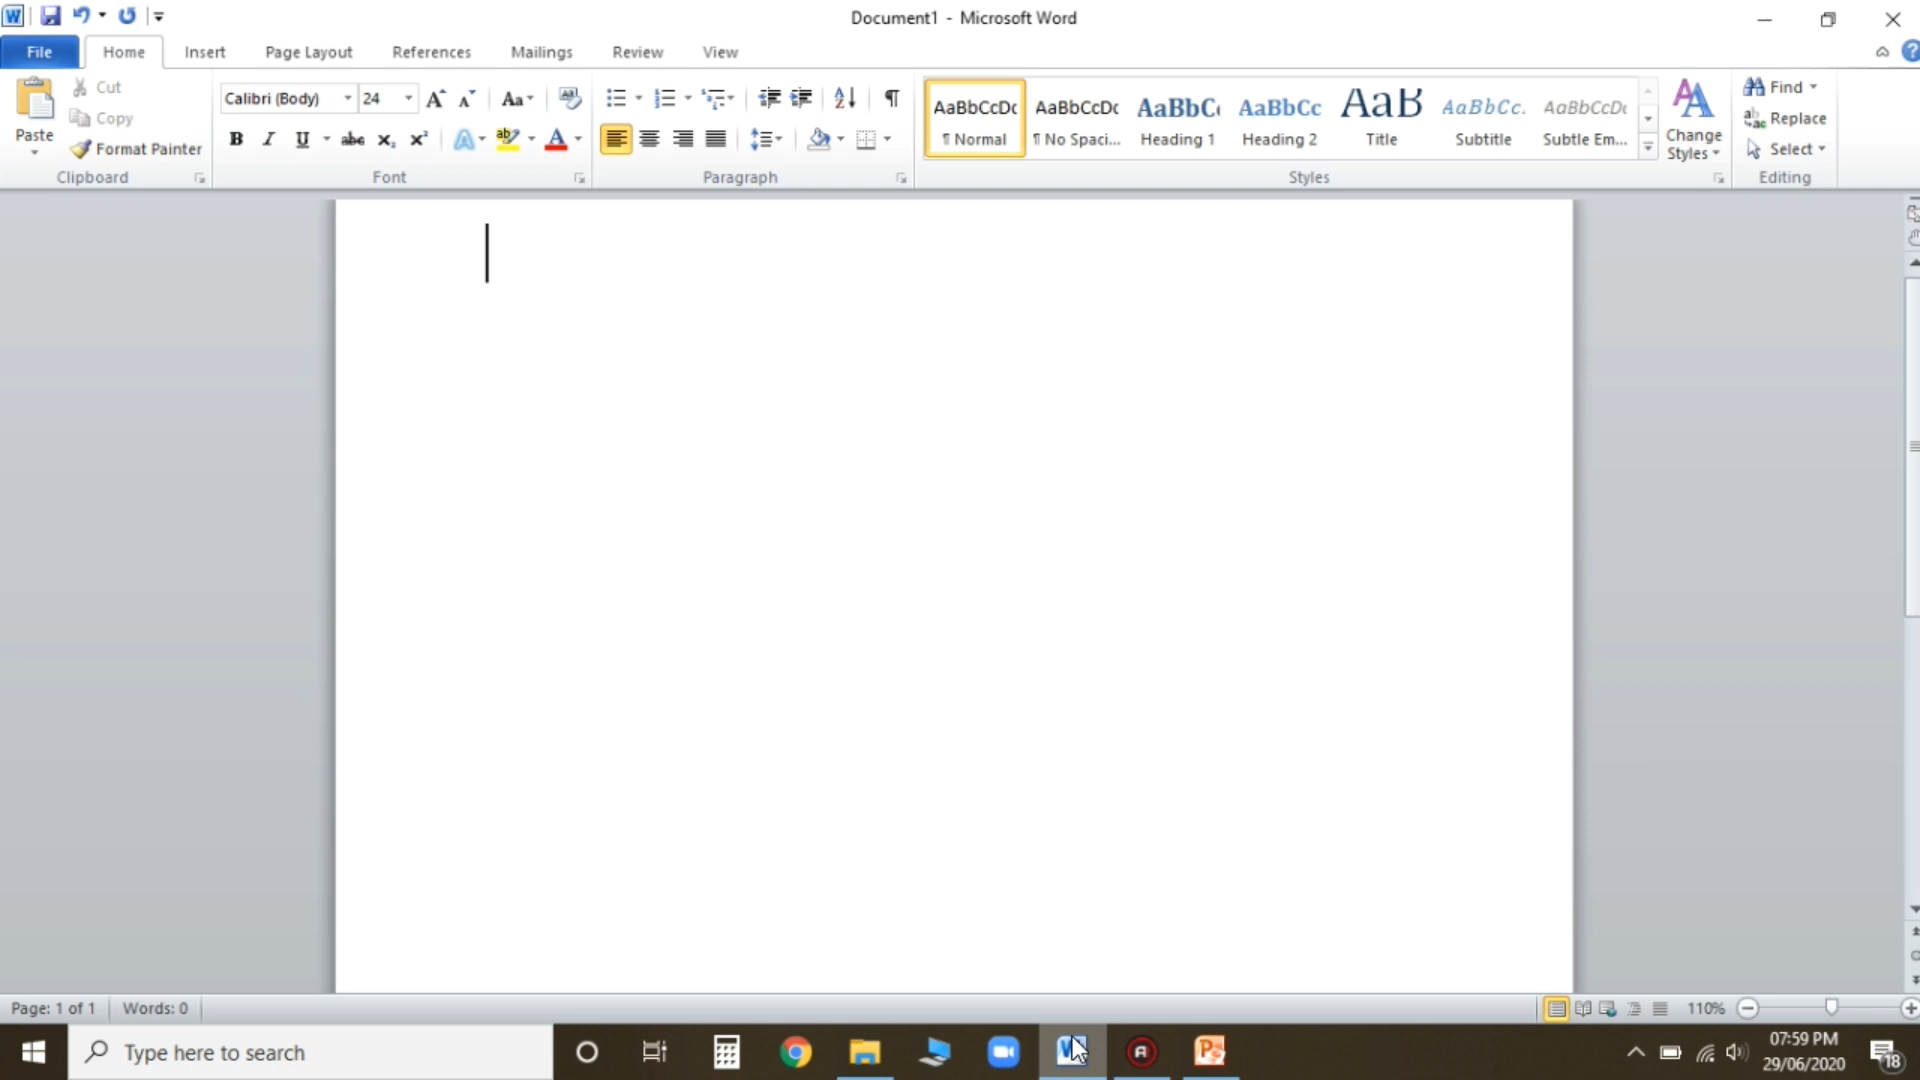 Document1 - Microsoft Word
File Home Insert Page Layout References Mailings Review View
Paste
Cut
Copy
Format Painter
Clipboard
Calibri (Body) 24
Font
Paragraph
AaBbCcDc AaBbCcDc AaBbC AaBbCc AaB AaBbCc. AaBbCcDc
¶ Normal ¶ No Spaci... Heading 1 Heading 2 Title Subtitle Subtle Em...
Change
Styles
Styles
Find
Replace
Select
Editing
Page: 1 of 1 Words: 0 110%
Type here to search
07:59 PM
29/06/2020
18